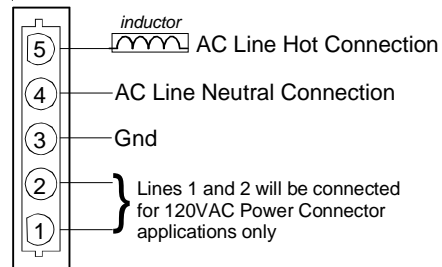 inductor
5 AC Line Hot Connection
4 AC Line Neutral Connection
3 Gnd
2 Lines 1 and 2 will be connected
for 120VAC Power Connector
1 applications only